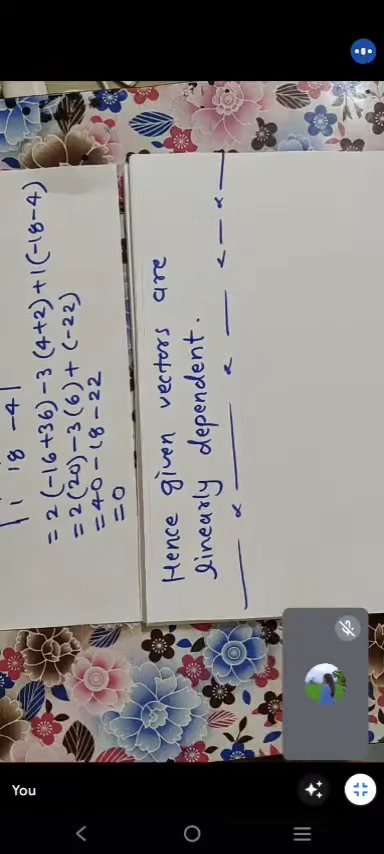 | 1 18 -4 |
= 2(-16+36) -3(4+2) +1(-18-4)
= 2(20) -3(6) + (-22)
= 40 -18 -22
= 0
Hence given vectors are
linearly dependent.
You